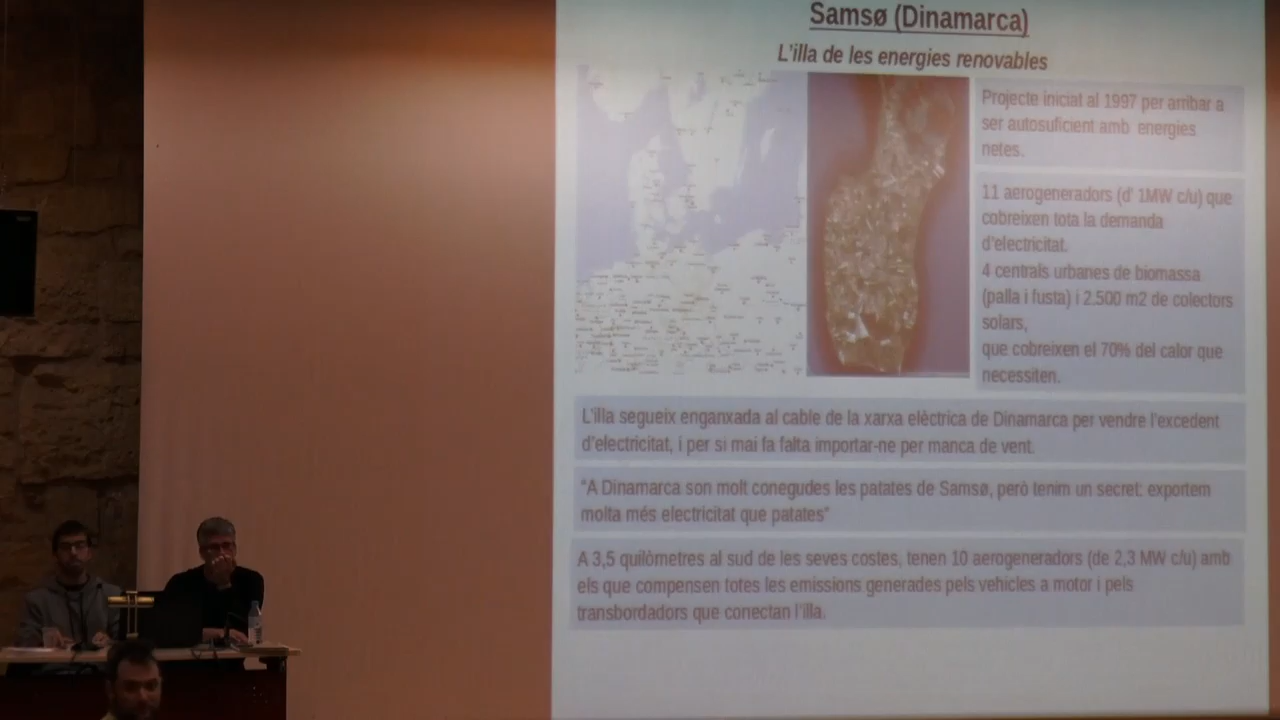 Samsø (Dinamarca)
L'illa de les energies renovables
Projecte iniciat al 1997 per arribar a
ser autosuficient amb energies
netes.
11 aerogeneradors (d' 1MW c/u) que
cobreixen tota la demanda
d'electricitat.
4 centrals urbanes de biomassa
(palla i fusta) i 2.500 m2 de colectors
solars,
que cobreixen el 70% del calor que
necessiten.
L'illa segueix enganxada al cable de la xarxa elèctrica de Dinamarca per vendre l'excedent
d'electricitat, i per si mai fa falta importar-ne per manca de vent.
"A Dinamarca son molt conegudes les patates de Samsø, però tenim un secret: exportem
molta més electricitat que patates"
A 3,5 quilòmetres al sud de les seves costes, tenen 10 aerogeneradors (de 2,3 MW c/u) amb
els que compensen totes les emissions generades pels vehicles a motor i pels
transbordadors que conectan l'illa.